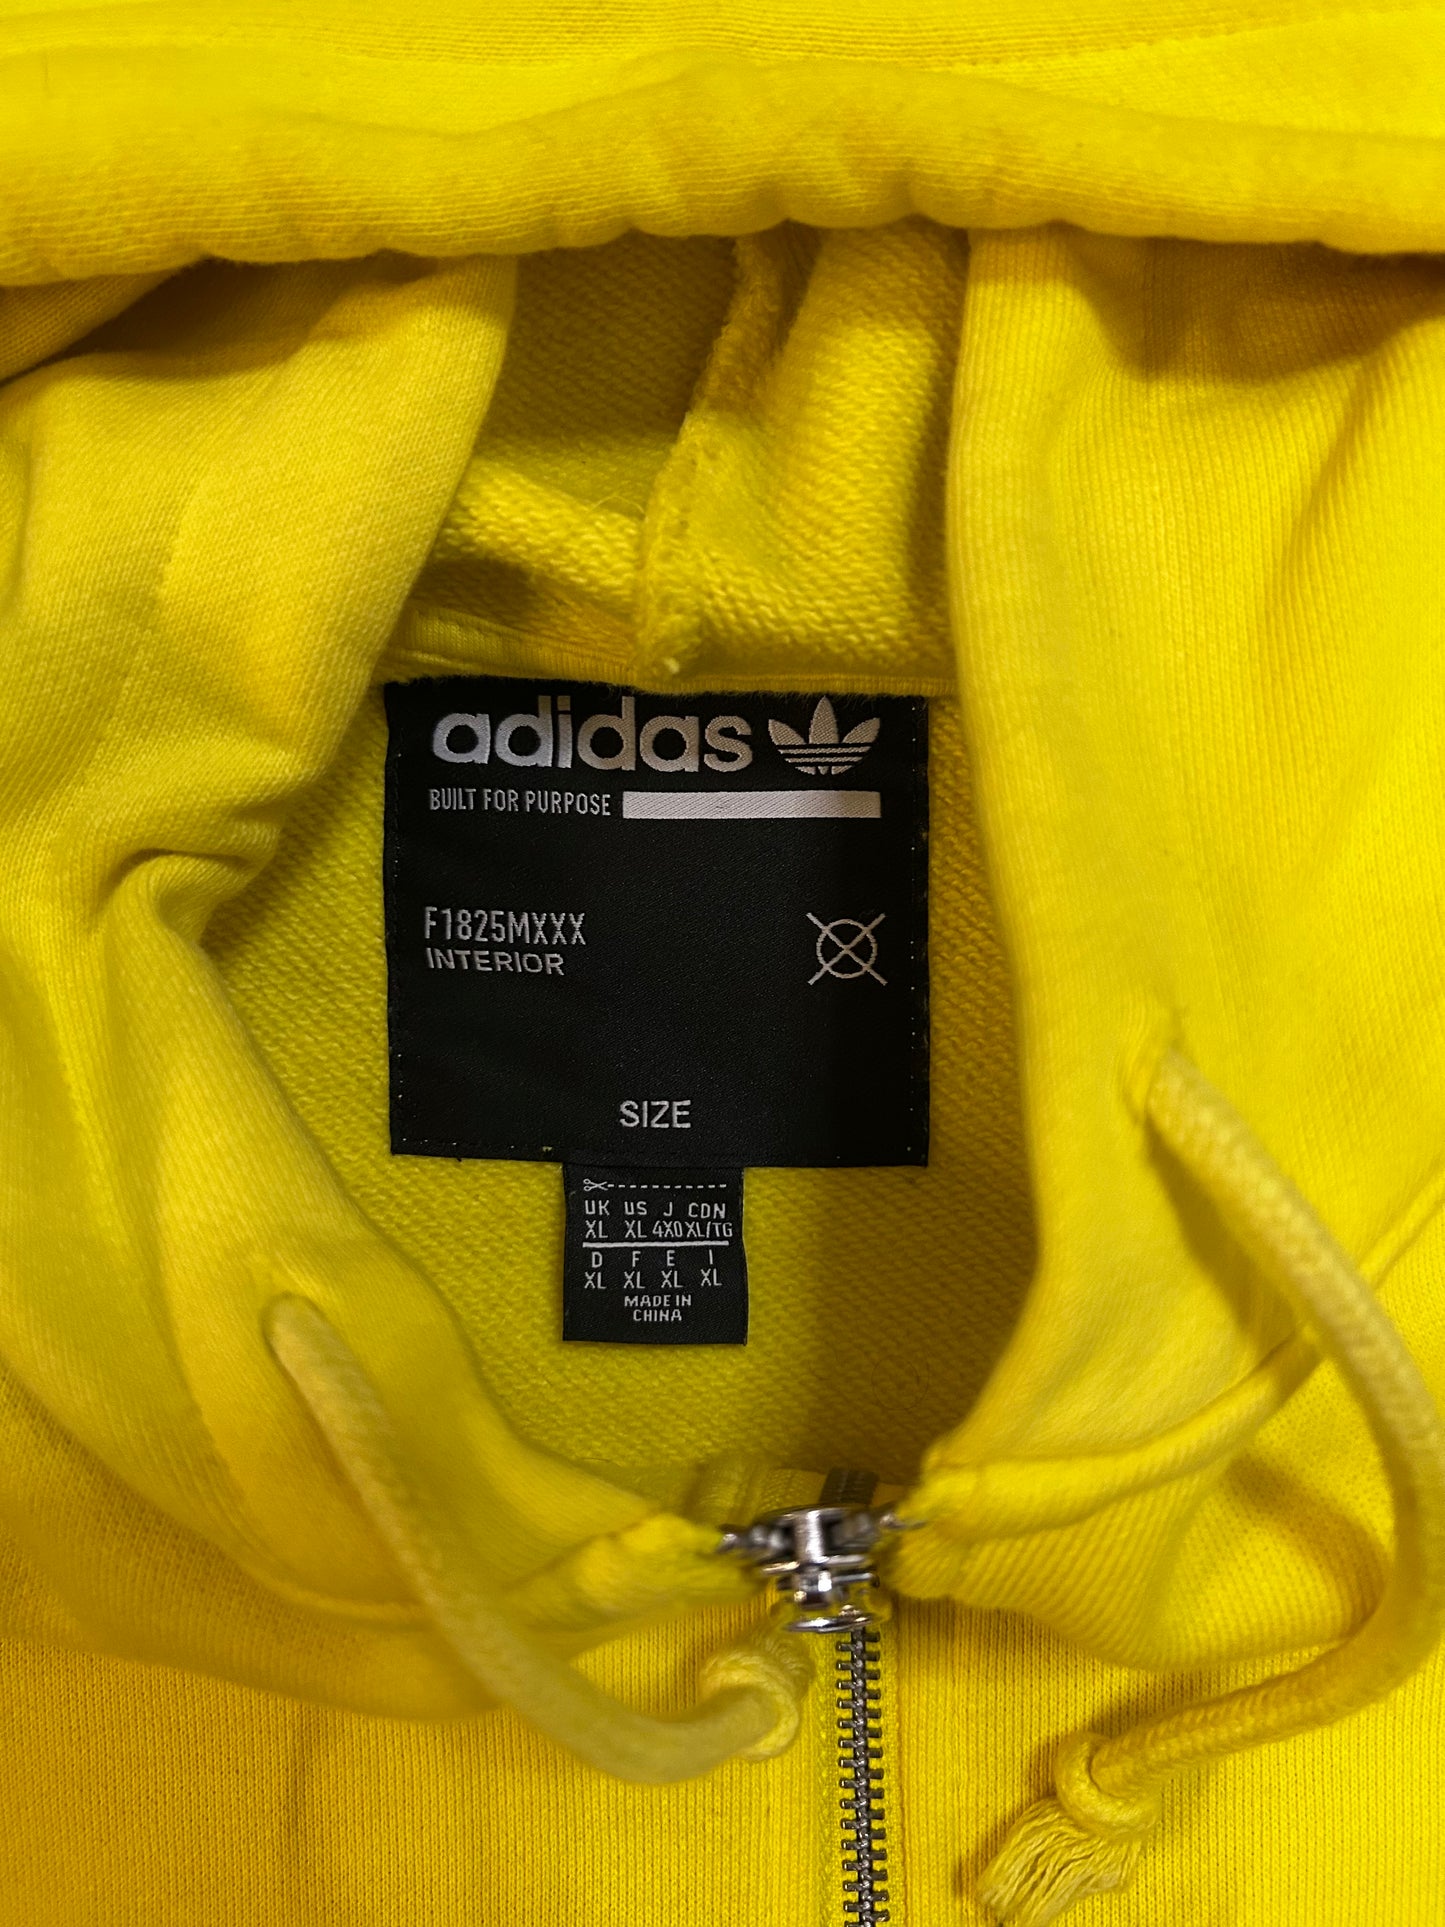 adidas
BUILT FOR PURPOSE
F1825MXXX
INTERIOR
SIZE
UK US J CDN
XL XL 4XO XL/TG
D F E I
XL XL XL XL
MADE IN
CHINA